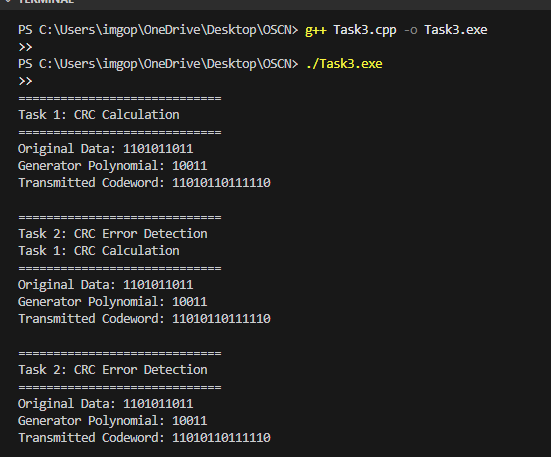 TERMINAL
PS C:\Users\imgop\OneDrive\Desktop\OSCN> g++ Task3.cpp -o Task3.exe
>>
PS C:\Users\imgop\OneDrive\Desktop\OSCN> ./Task3.exe
>>
=============================
Task 1: CRC Calculation
=============================
Original Data: 1101011011
Generator Polynomial: 10011
Transmitted Codeword: 11010110111110

=============================
Task 2: CRC Error Detection
Task 1: CRC Calculation
=============================
Original Data: 1101011011
Generator Polynomial: 10011
Transmitted Codeword: 11010110111110

=============================
Task 2: CRC Error Detection
=============================
Original Data: 1101011011
Generator Polynomial: 10011
Transmitted Codeword: 11010110111110